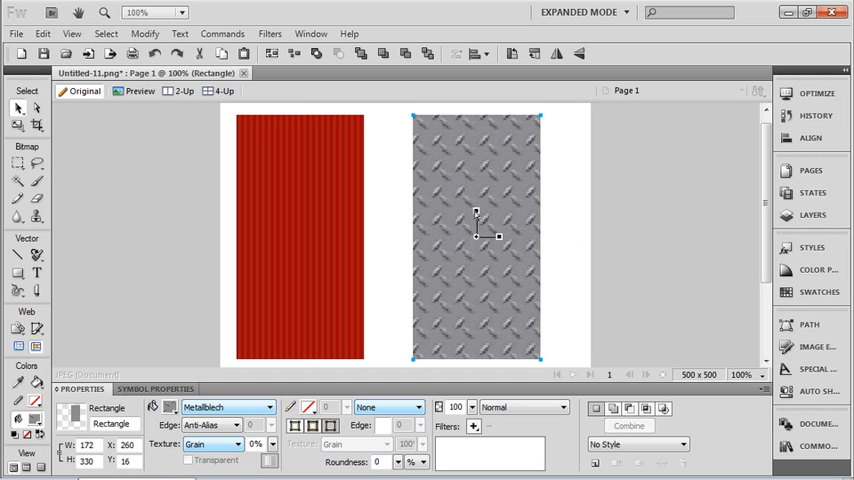 Fw
100%
EXPANDED MODE
File Edit View Select Modify Text Commands Filters Window Help
Untitled-11.png* : Page 1 @ 100% (Rectangle)
Original Preview 2-Up 4-Up Page 1
Select
Bitmap
Vector
T
Web
Colors
View
OPTIMIZE
HISTORY
ALIGN
PAGES
STATES
LAYERS
STYLES
COLOR P...
SWATCHES
PATH
IMAGE E...
SPECIAL ...
AUTO SH...
DOCUME...
COMMO...
JPEG (Document) 1 500 x 500 100%
PROPERTIES SYMBOL PROPERTIES
Rectangle Metallblech 0 None 100 Normal
Rectangle Edge: Anti-Alias 0 Edge: 0 Filters: Combine
W: 172 X: 260 Texture: Grain 0% Texture: Grain 100° No Style
H: 330 Y: 16 Transparent Roundness: 0 %